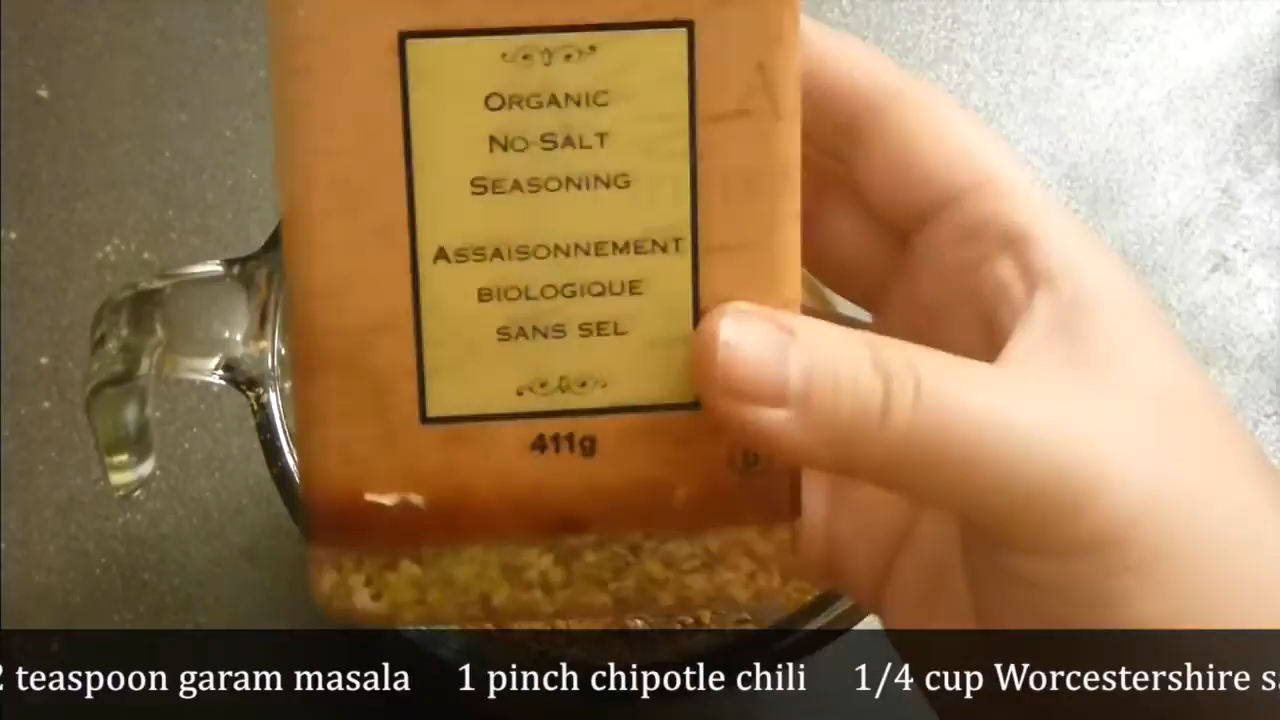 ORGANIC
NO-SALT
SEASONING
ASSAISONNEMENT
BIOLOGIQUE
SANS SEL
411g
2 teaspoon garam masala 1 pinch chipotle chili 1/4 cup Worcestershire